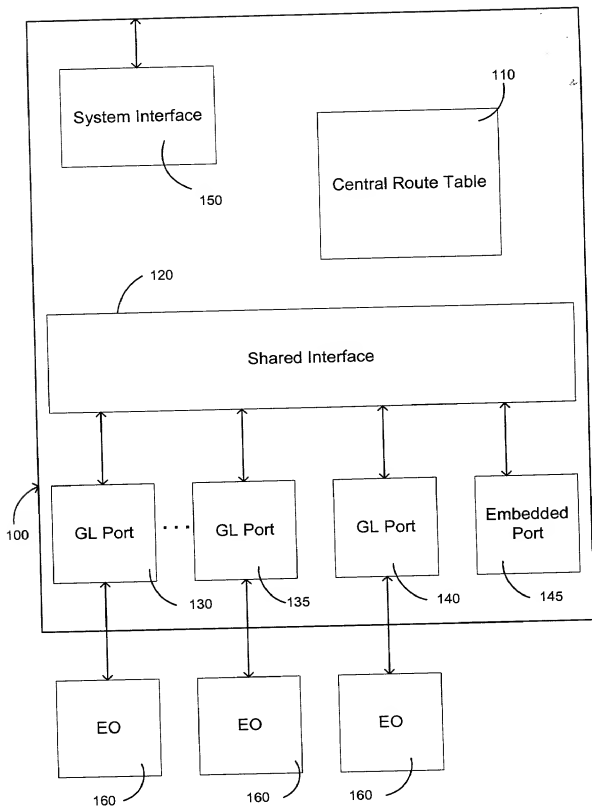 System Interface
150
110
Central Route Table
120
Shared Interface
100
GL Port
130
. . .
GL Port
135
GL Port
140
Embedded
Port
145
EO
160
EO
160
EO
160